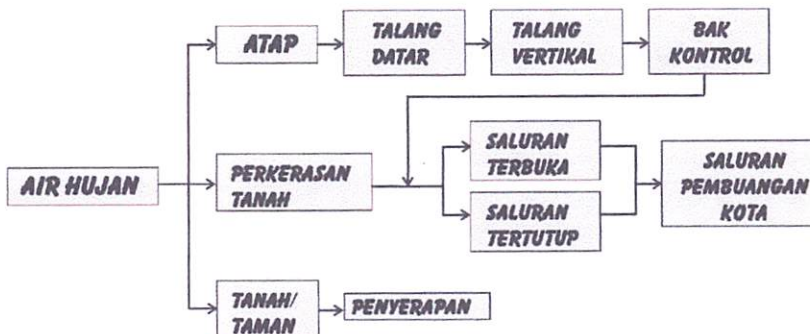 ATAP
TALANG
DATAR
TALANG
VERTIKAL
BAK
KONTROL
AIR HUJAN
PERKERASAN
TANAH
SALURAN
TERBUKA
SALURAN
TERTUTUP
SALURAN
PEMBUANGAN
KOTA
TANAH/
TAMAN
PENYERAPAN